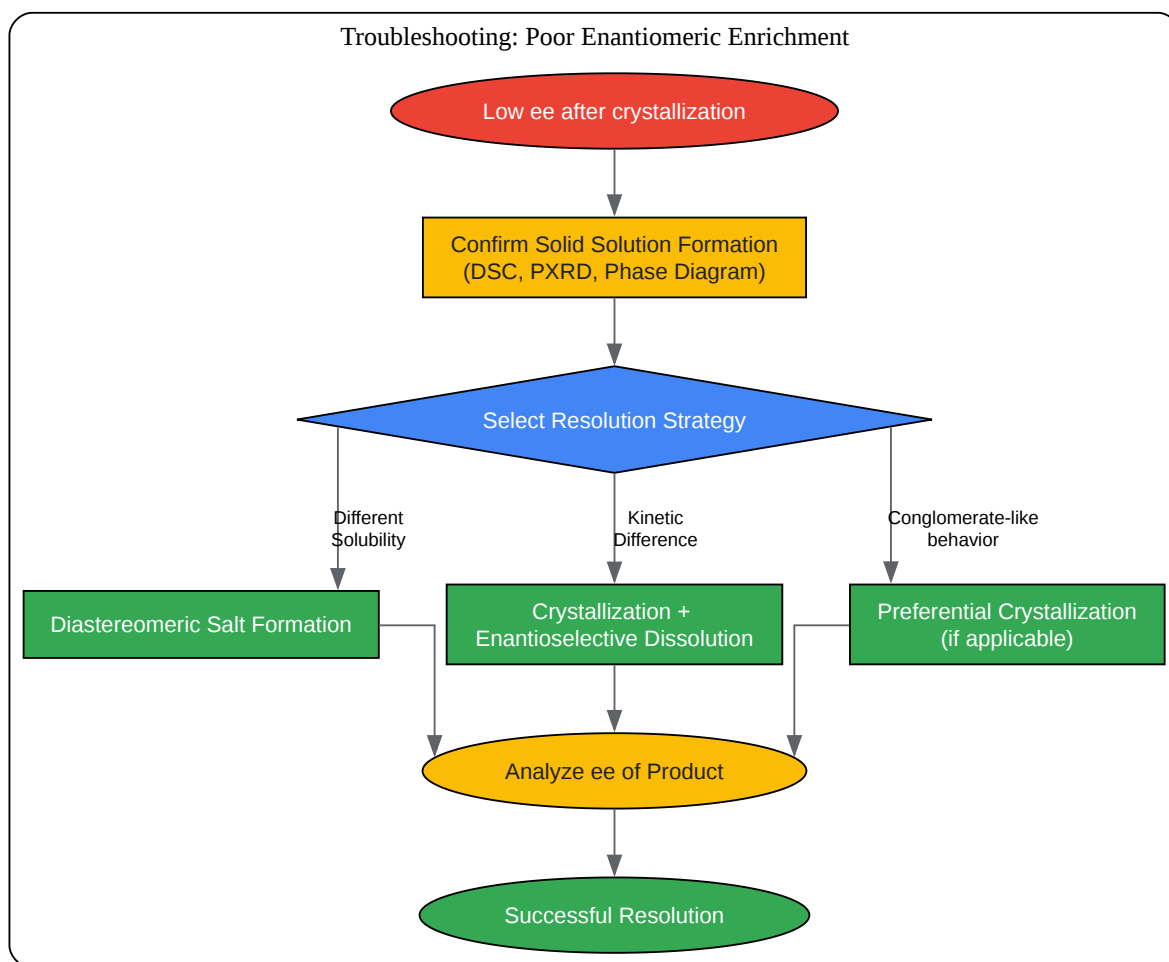 Troubleshooting: Poor Enantiomeric Enrichment
Low ee after crystallization
Confirm Solid Solution Formation
(DSC, PXRD, Phase Diagram)
Select Resolution Strategy
Different
Solubility
Kinetic
Difference
Conglomerate-like
behavior
Diastereomeric Salt Formation
Crystallization +
Enantioselective Dissolution
Preferential Crystallization
(if applicable)
Analyze ee of Product
Successful Resolution